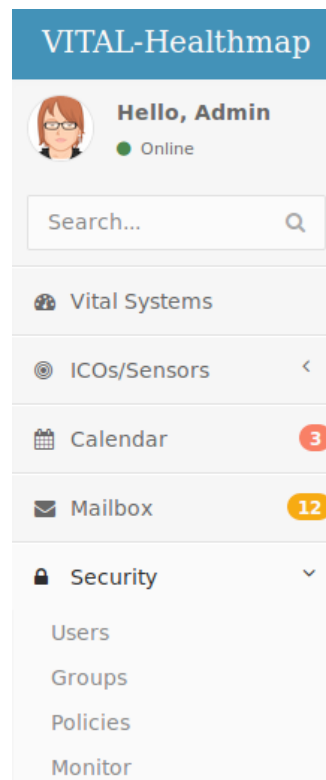 VITAL-Healthmap
Hello, Admin
Online
Search...
Vital Systems
ICOs/Sensors
Calendar 3
Mailbox 12
Security
Users
Groups
Policies
Monitor